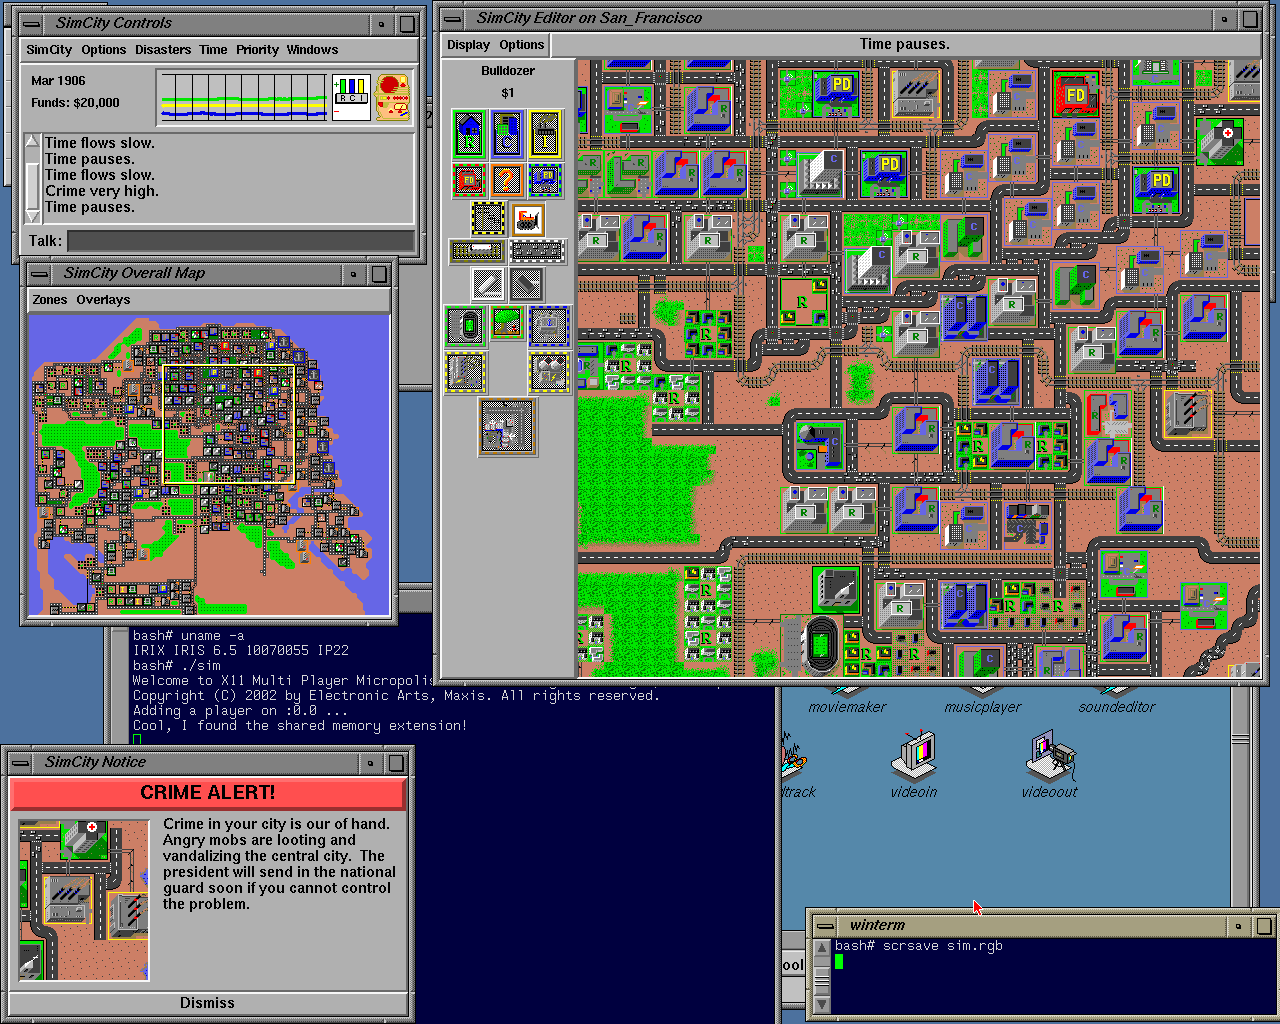 SimCity Controls
SimCity Options Disasters Time Priority Windows
Mar 1906
Funds: $20,000
R C I
Time flows slow.
Time pauses.
Time flows slow.
Crime very high.
Time pauses.
Talk:
SimCity Overall Map
Zones Overlays
SimCity Editor on San_Francisco
Display Options
Time pauses.
Bulldozer
$1
bash# uname -a
IRIX IRIS 6.5 10070055 IP22
bash# ./sim
Welcome to X11 Multi Player Micropolis
Copyright (C) 2002 by Electronic Arts, Maxis. All rights reserved.
Adding a player on :0.0 ...
Cool, I found the shared memory extension!
moviemaker
musicplayer
soundeditor
videoin
videoout
SimCity Notice
CRIME ALERT!
Crime in your city is our of hand.
Angry mobs are looting and
vandalizing the central city. The
president will send in the national
guard soon if you cannot control
the problem.
Dismiss
winterm
bash# scrsave sim.rgb